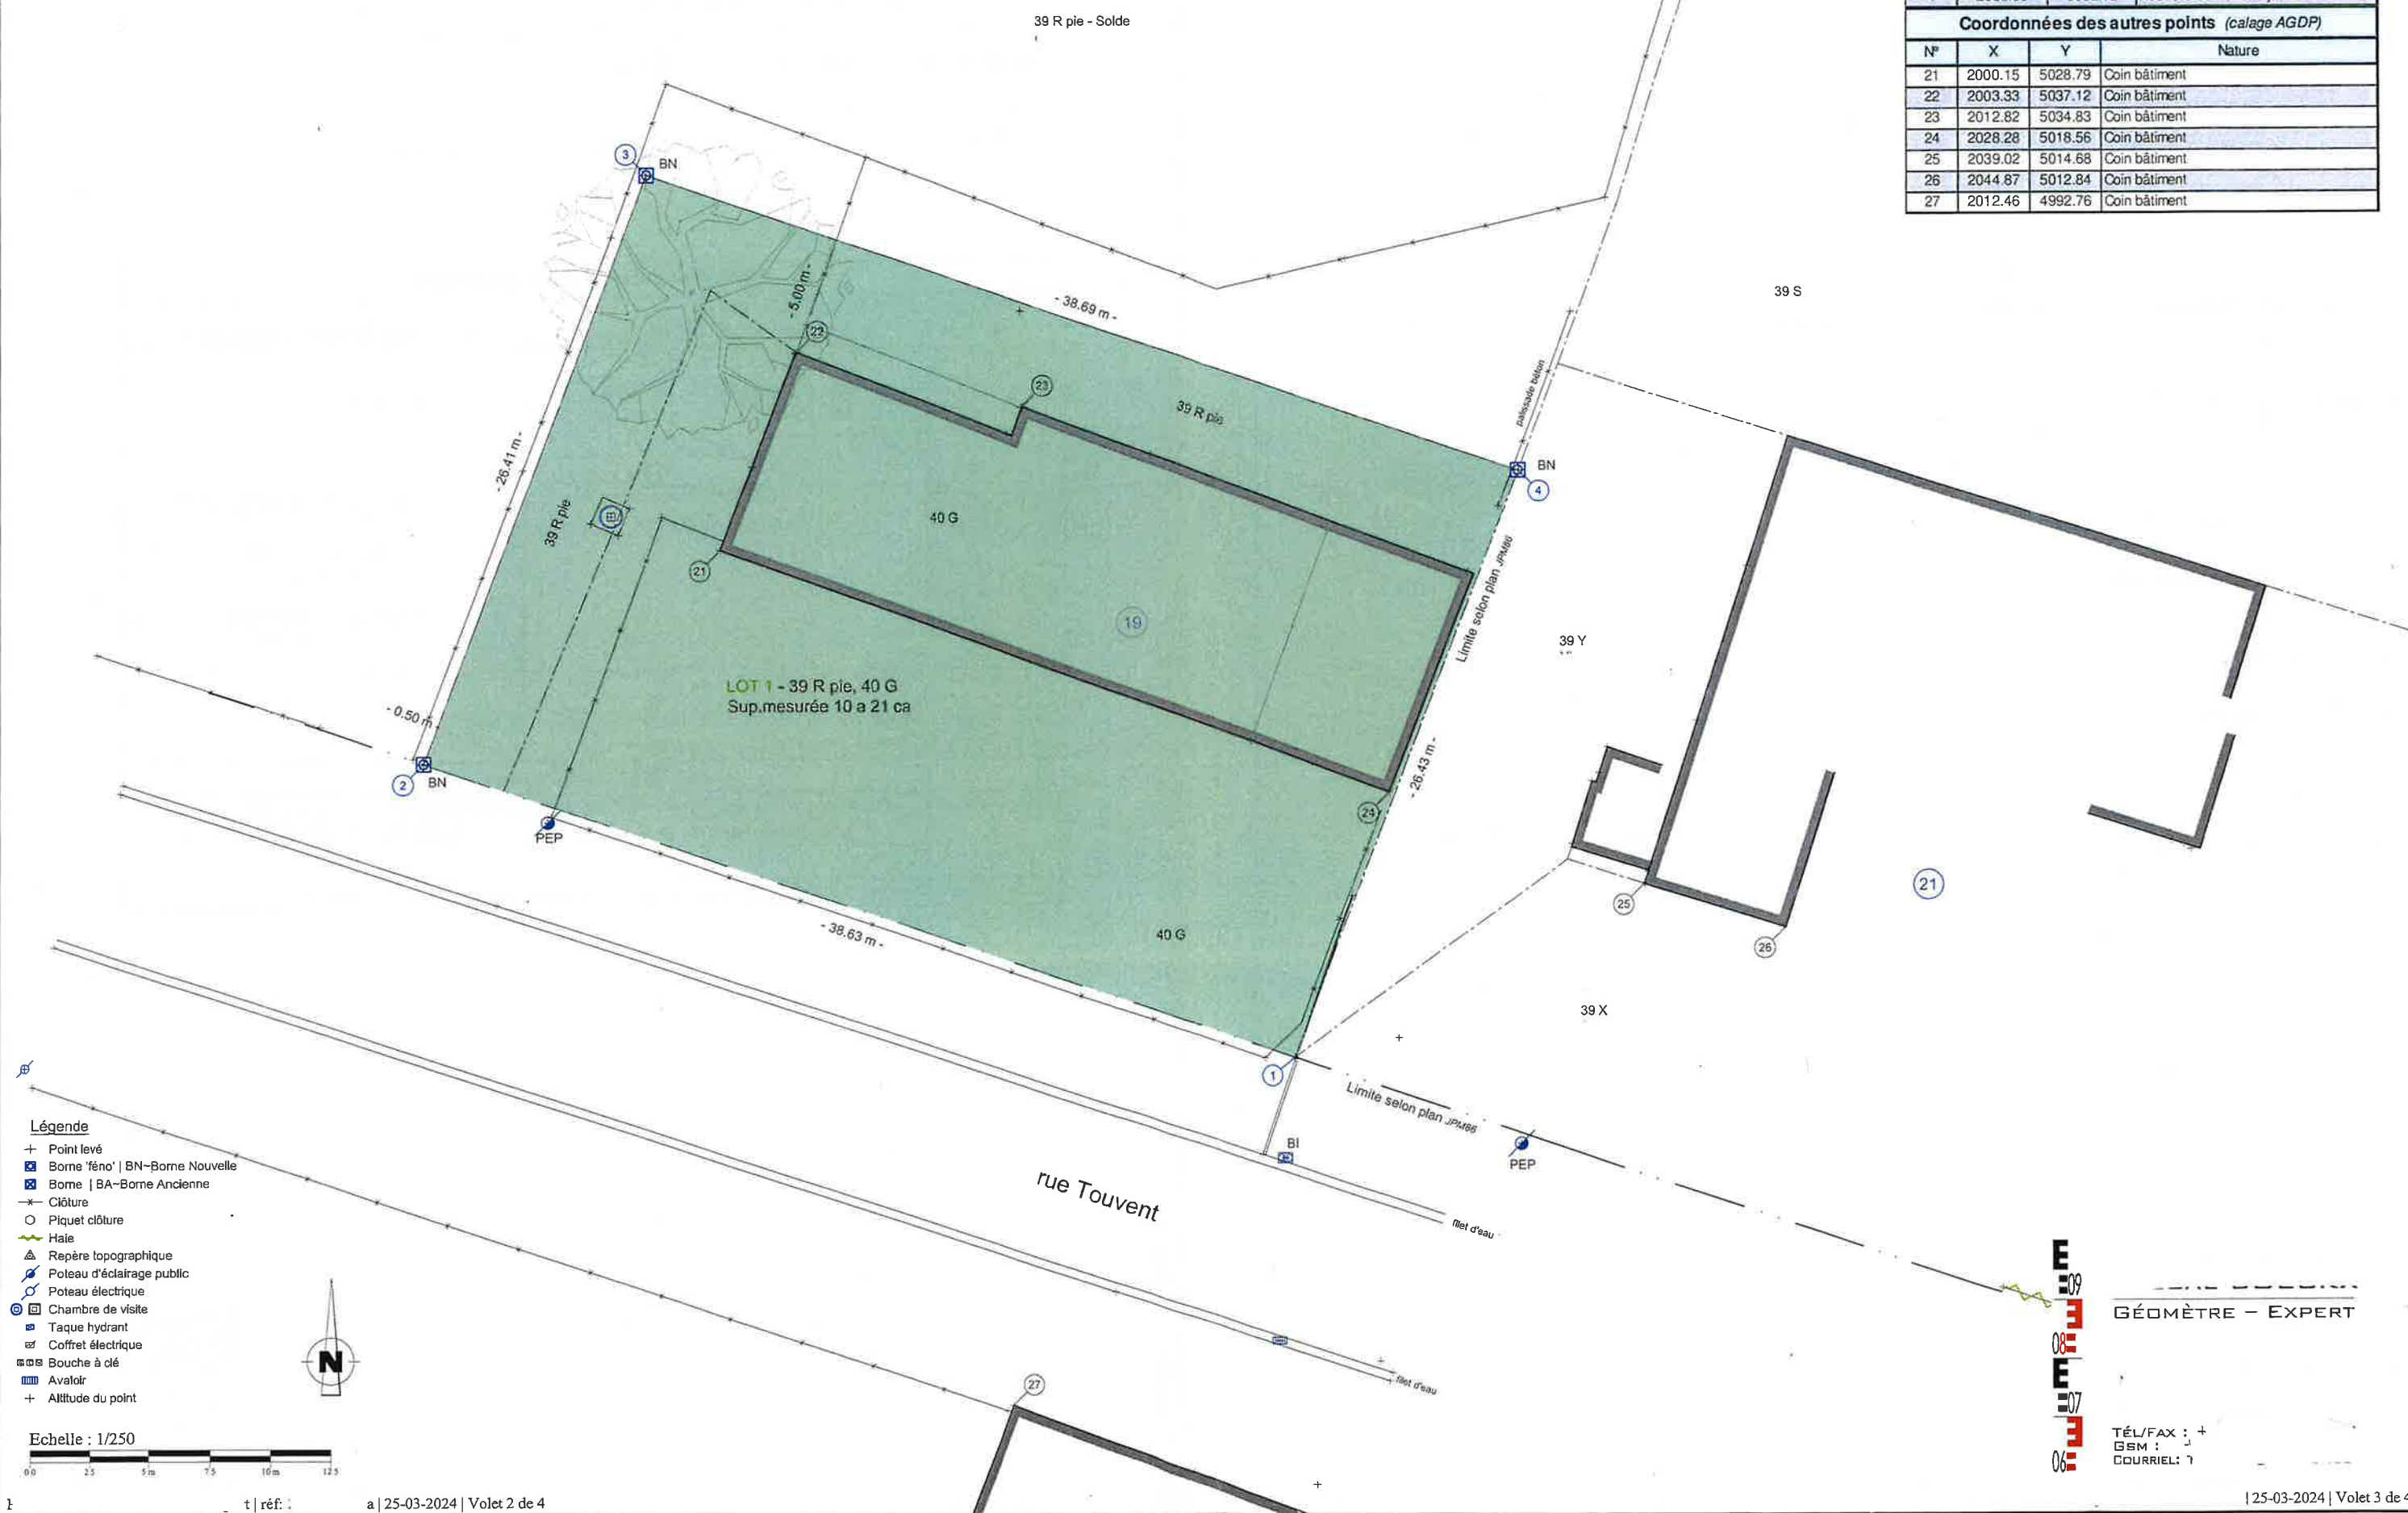 39 R pie - Solde
Coordonnées des autres points (calage AGDP)
N° X Y Nature
21 2000.15 5028.79 Coin bâtiment
22 2003.33 5037.12 Coin bâtiment
23 2012.82 5034.83 Coin bâtiment
24 2028.28 5018.56 Coin bâtiment
25 2039.02 5014.68 Coin bâtiment
26 2044.87 5012.84 Coin bâtiment
27 2012.46 4992.76 Coin bâtiment
3
BN
- 5.00 m -
- 38.69 m -
39 S
22
23
39 R pie
palissade béton
BN
4
- 26.41 m -
39 R pie
40 G
21
19
Limite selon plan JPM86
39 Y
LOT 1 - 39 R pie, 40 G
Sup.mesurée 10 a 21 ca
- 0.50 m -
2
BN
PEP
- 26.43 m -
24
25
26
21
- 38.63 m -
40 G
39 X
1
Limite selon plan JPM86
BI
PEP
rue Touvent
filet d'eau
filet d'eau
27
Légende
Point levé
Borne 'féno' | BN~Borne Nouvelle
Borne | BA~Borne Ancienne
Clôture
Piquet clôture
Haie
Repère topographique
Poteau d'éclairage public
Poteau électrique
Chambre de visite
Taque hydrant
Coffret électrique
Bouche à clé
Avaloir
Altitude du point
N
Echelle : 1/250
0.0 2.5 5 m 7.5 10 m 12.5
E
09
E
08
E
07
E
06
GÉOMÈTRE - EXPERT
TÉL/FAX : +
GSM :
COURRIEL:
t | réf: a | 25-03-2024 | Volet 2 de 4
| 25-03-2024 | Volet 3 de 4